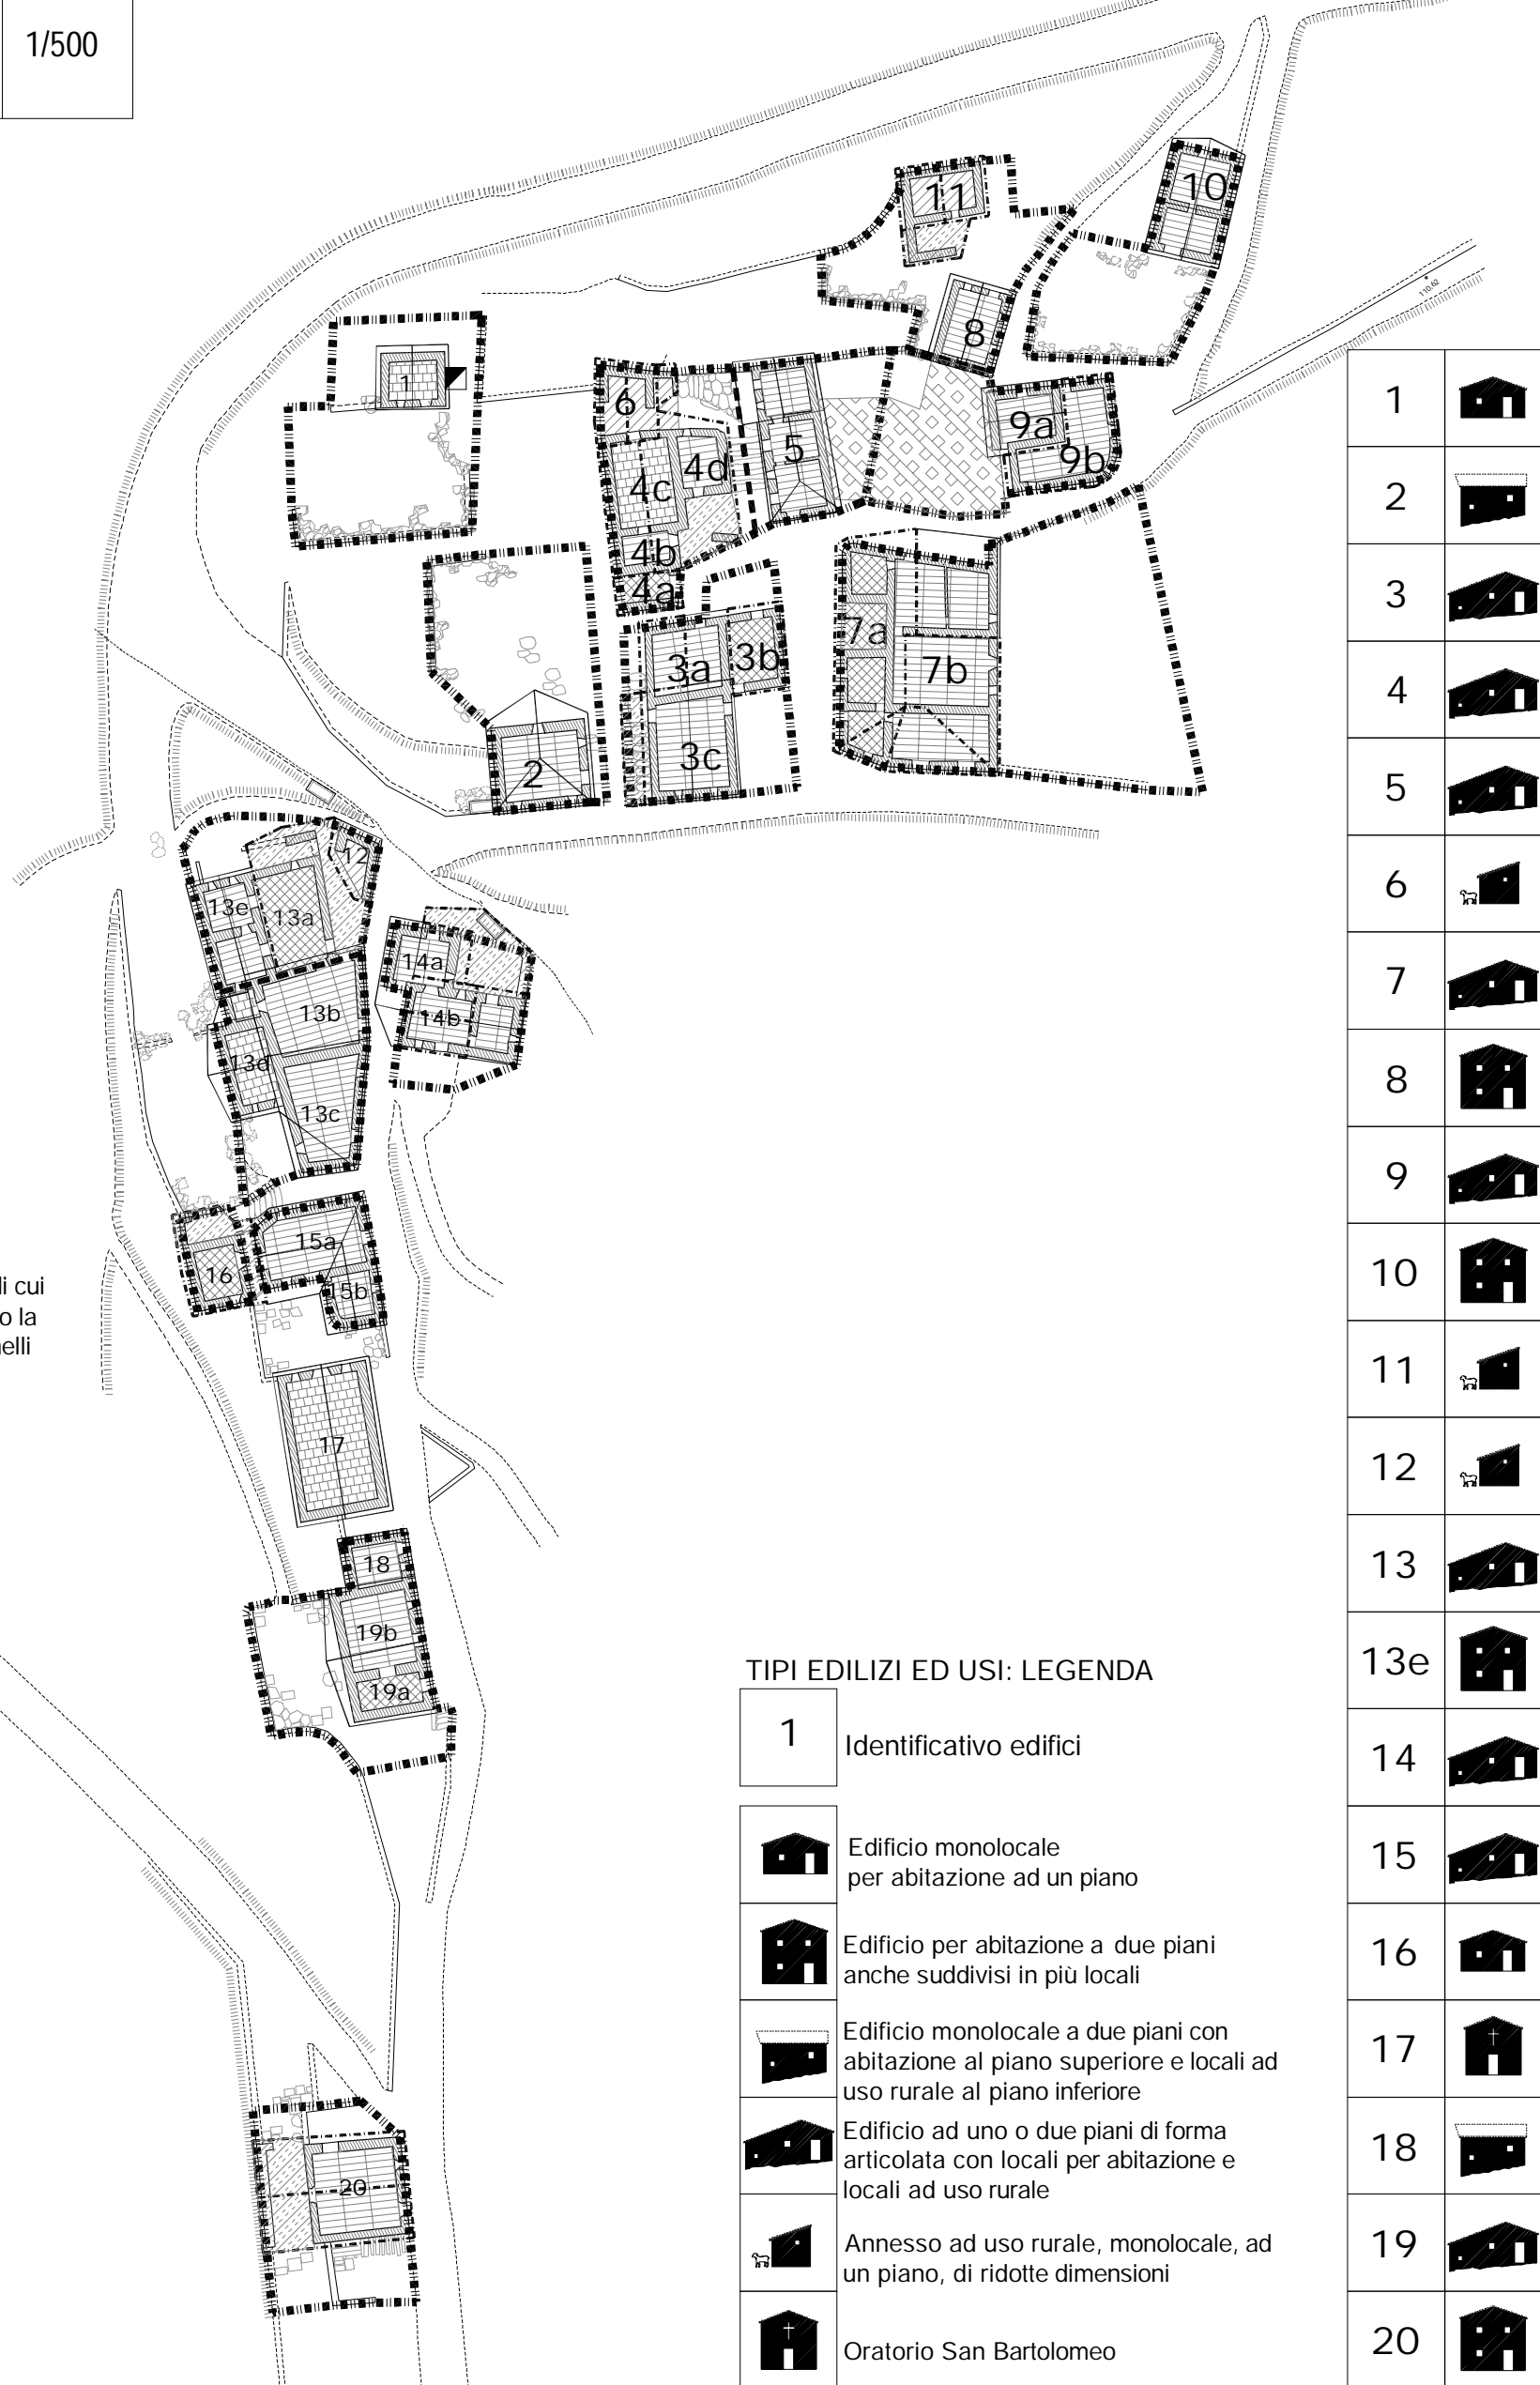 1/500
11
10
1
8
6
5
9a
4d
4c
9b
4b
4a
7a
3a
3b
7b
3c
2
12
13e
13a
14a
13b
14b
13d
13c
15a
16
15b
17
18
19b
19a
20
110.62
li cui
o la
elli
TIPI EDILIZI ED USI: LEGENDA
1
Identificativo edifici
Edificio monolocale
per abitazione ad un piano
Edificio per abitazione a due piani
anche suddivisi in più locali
Edificio monolocale a due piani con
abitazione al piano superiore e locali ad
uso rurale al piano inferiore
Edificio ad uno o due piani di forma
articolata con locali per abitazione e
locali ad uso rurale
Annesso ad uso rurale, monolocale, ad
un piano, di ridotte dimensioni
Oratorio San Bartolomeo
1
2
3
4
5
6
7
8
9
10
11
12
13
13e
14
15
16
17
18
19
20